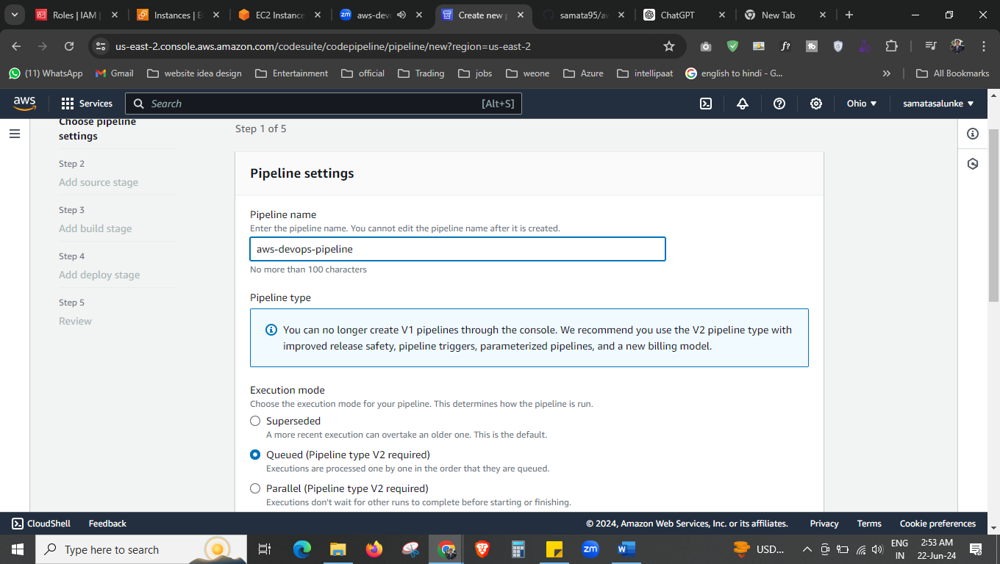 Roles | IAM |
Instances | E
EC2 Instance
zm aws-dev
Create new p
samata95/aw
ChatGPT
New Tab
us-east-2.console.aws.amazon.com/codesuite/codepipeline/pipeline/new?region=us-east-2
f?
(11) WhatsApp
Gmail
website idea design
Entertainment
official
Trading
jobs
weone
Azure
intellipaat
english to hindi - G...
All Bookmarks
aws
Services
Search
[Alt+S]
Ohio
samatasalunke
Choose pipeline
settings
Step 2
Add source stage
Step 3
Add build stage
Step 4
Add deploy stage
Step 5
Review
Step 1 of 5
Pipeline settings
Pipeline name
Enter the pipeline name. You cannot edit the pipeline name after it is created.
aws-devops-pipeline
No more than 100 characters
Pipeline type
You can no longer create V1 pipelines through the console. We recommend you use the V2 pipeline type with
improved release safety, pipeline triggers, parameterized pipelines, and a new billing model.
Execution mode
Choose the execution mode for your pipeline. This determines how the pipeline is run.
Superseded
A more recent execution can overtake an older one. This is the default.
Queued (Pipeline type V2 required)
Executions are processed one by one in the order that they are queued.
Parallel (Pipeline type V2 required)
Executions don't wait for other runs to complete before starting or finishing.
CloudShell
Feedback
© 2024, Amazon Web Services, Inc. or its affiliates.
Privacy
Terms
Cookie preferences
Type here to search
zm
USD...
ENG
IN
2:53 AM
22-Jun-24